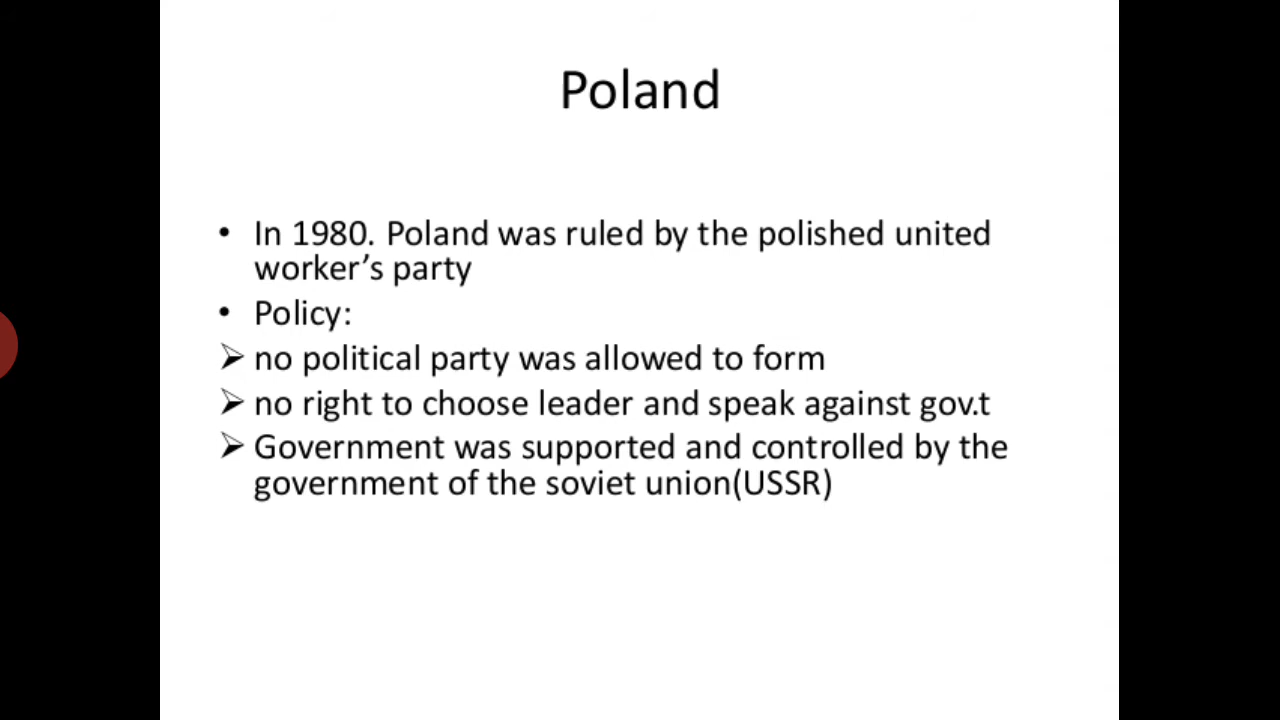 Poland
• In 1980. Poland was ruled by the polished united
worker’s party
• Policy:
➢ no political party was allowed to form
➢ no right to choose leader and speak against gov.t
➢ Government was supported and controlled by the
government of the soviet union(USSR)